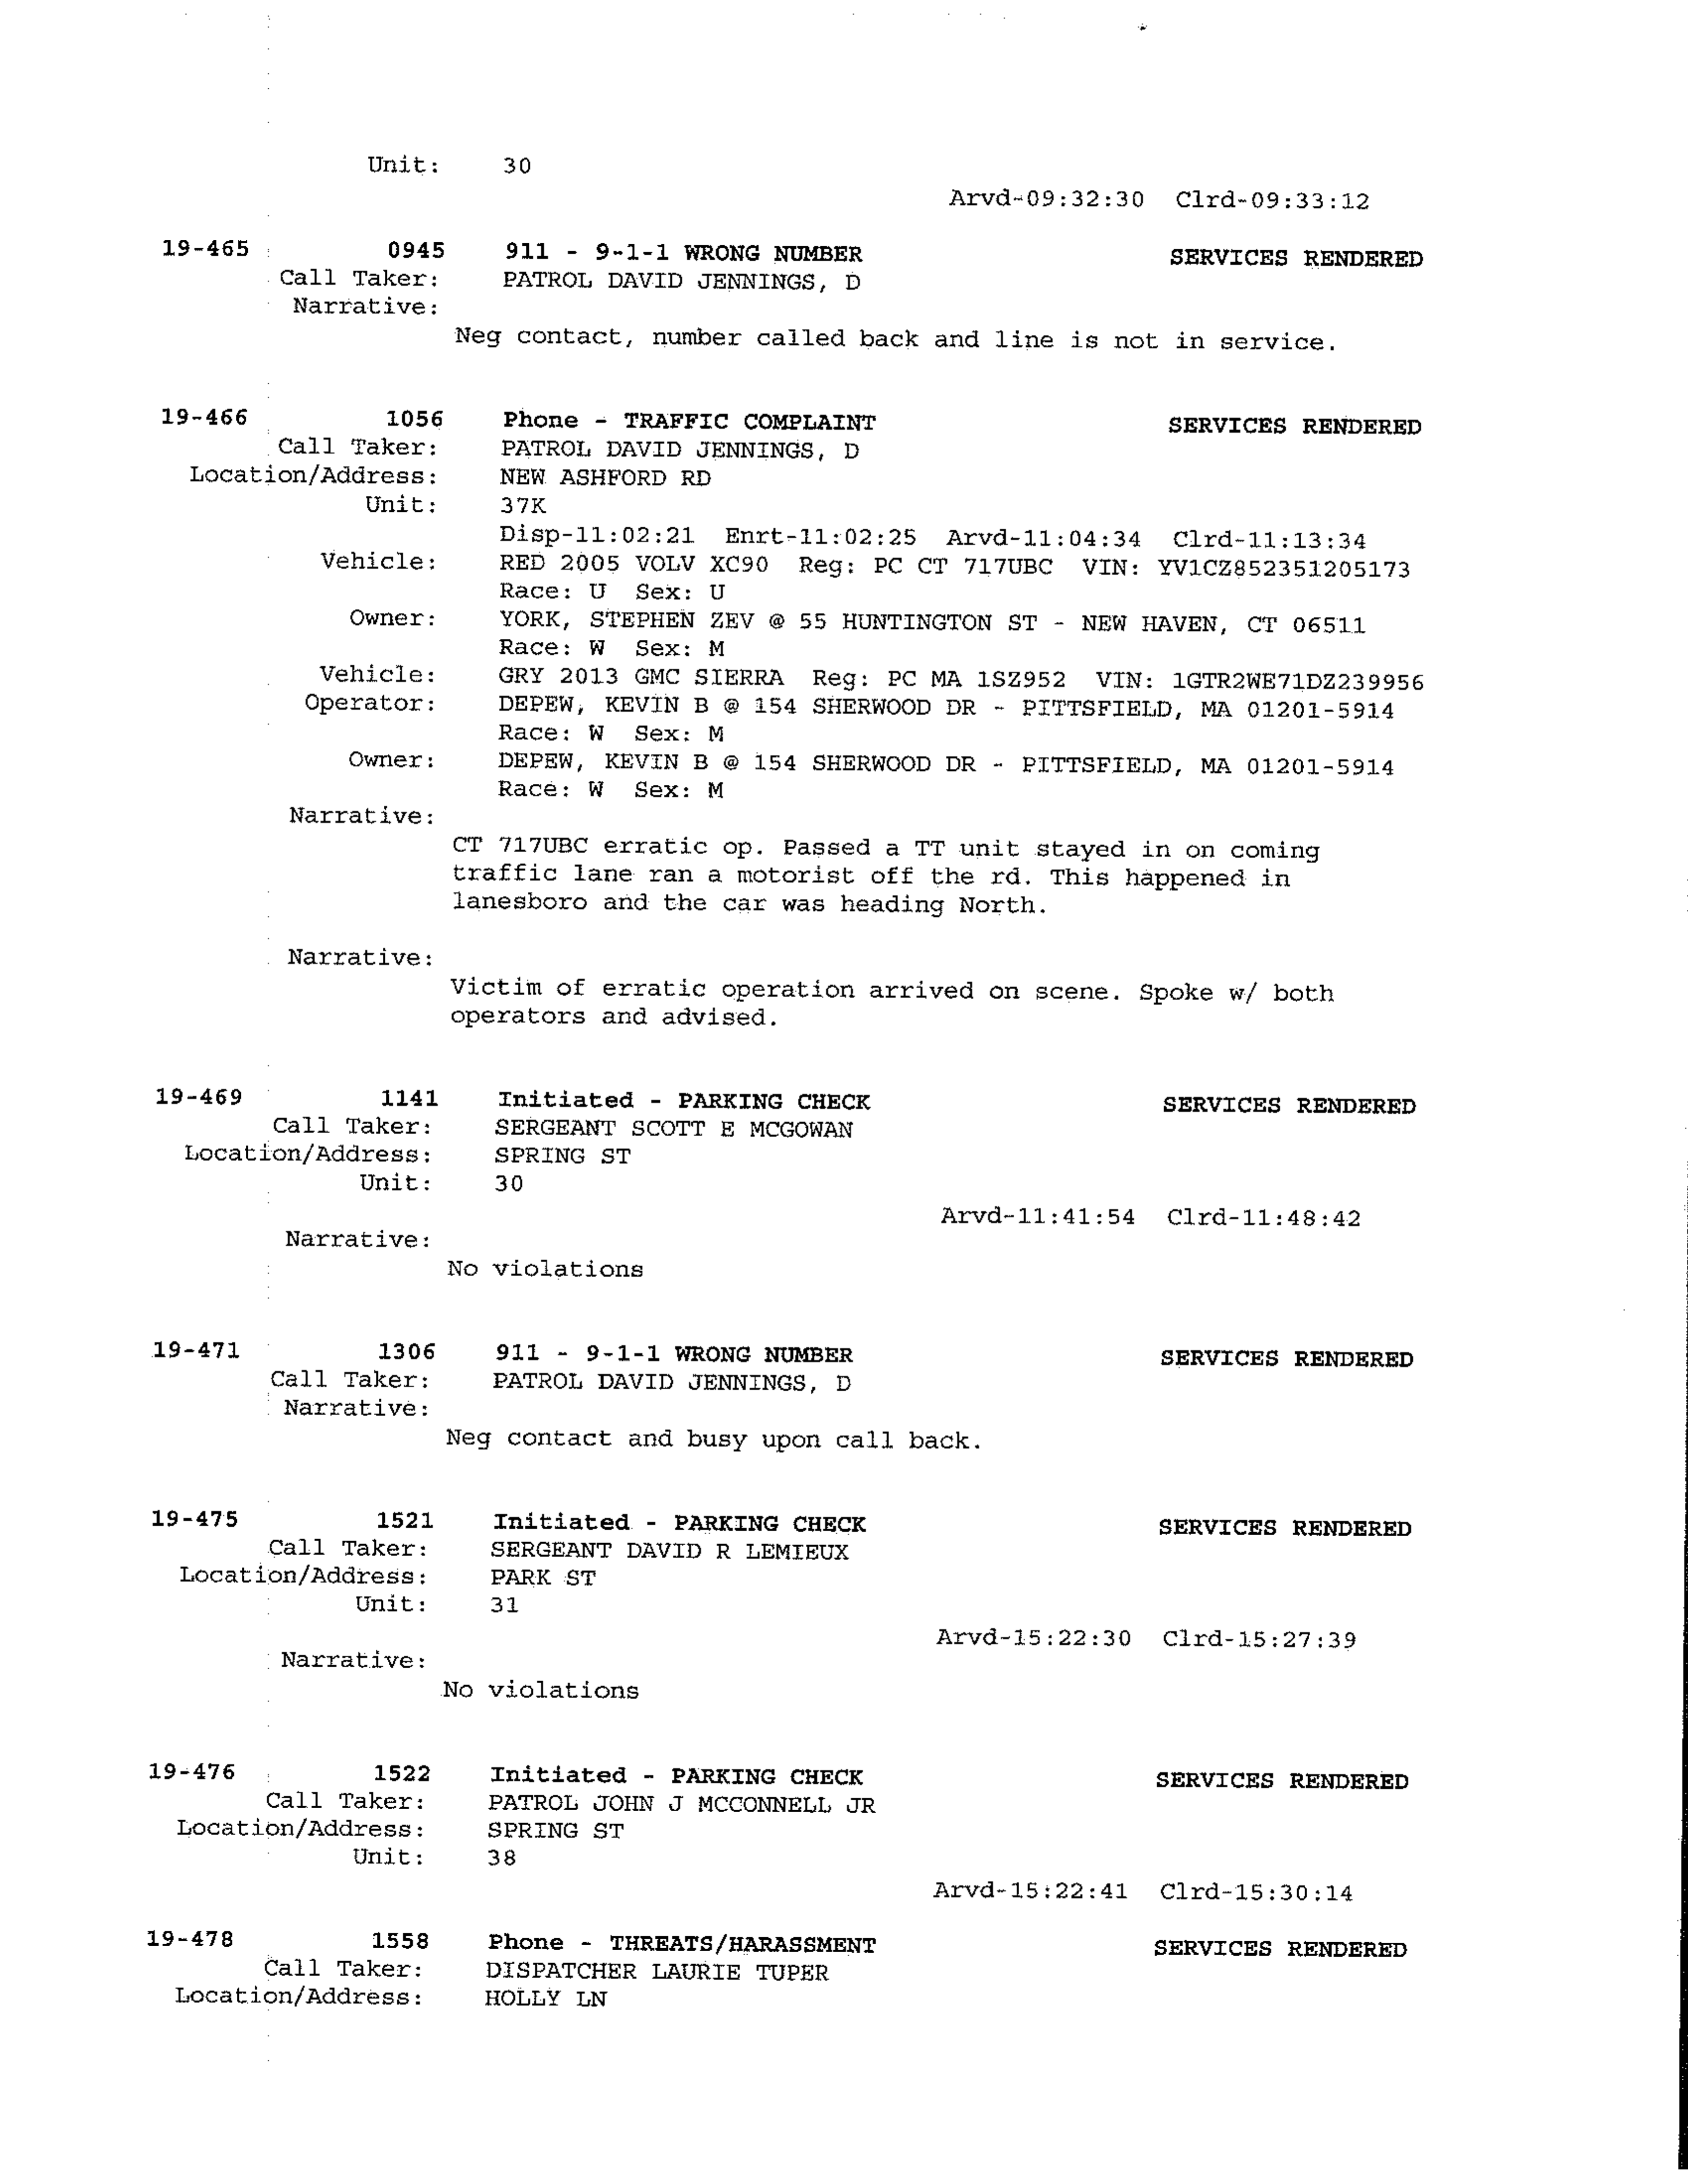 Unit: 30
Arvd-09:32:30 Clrd-09:33:12
19-465 0945 911 - 9-1-1 WRONG NUMBER SERVICES RENDERED
Call Taker: PATROL DAVID JENNINGS, D
Narrative:
Neg contact, number called back and line is not in service.
19-466 1056 Phone - TRAFFIC COMPLAINT SERVICES RENDERED
Call Taker: PATROL DAVID JENNINGS, D
Location/Address: NEW ASHFORD RD
Unit: 37K
Disp-11:02:21 Enrt-11:02:25 Arvd-11:04:34 Clrd-11:13:34
Vehicle: RED 2005 VOLV XC90 Reg: PC CT 717UBC VIN: YV1CZ852351205173
Race: U Sex: U
Owner: YORK, STEPHEN ZEV @ 55 HUNTINGTON ST - NEW HAVEN, CT 06511
Race: W Sex: M
Vehicle: GRY 2013 GMC SIERRA Reg: PC MA 1SZ952 VIN: 1GTR2WE71DZ239956
Operator: DEPEW, KEVIN B @ 154 SHERWOOD DR - PITTSFIELD, MA 01201-5914
Race: W Sex: M
Owner: DEPEW, KEVIN B @ 154 SHERWOOD DR - PITTSFIELD, MA 01201-5914
Race: W Sex: M
Narrative:
CT 717UBC erratic op. Passed a TT unit stayed in on coming
traffic lane ran a motorist off the rd. This happened in
lanesboro and the car was heading North.
Narrative:
Victim of erratic operation arrived on scene. Spoke w/ both
operators and advised.
19-469 1141 Initiated - PARKING CHECK SERVICES RENDERED
Call Taker: SERGEANT SCOTT E MCGOWAN
Location/Address: SPRING ST
Unit: 30
Arvd-11:41:54 Clrd-11:48:42
Narrative:
No violations
19-471 1306 911 - 9-1-1 WRONG NUMBER SERVICES RENDERED
Call Taker: PATROL DAVID JENNINGS, D
Narrative:
Neg contact and busy upon call back.
19-475 1521 Initiated - PARKING CHECK SERVICES RENDERED
Call Taker: SERGEANT DAVID R LEMIEUX
Location/Address: PARK ST
Unit: 31
Arvd-15:22:30 Clrd-15:27:39
Narrative:
No violations
19-476 1522 Initiated - PARKING CHECK SERVICES RENDERED
Call Taker: PATROL JOHN J MCCONNELL JR
Location/Address: SPRING ST
Unit: 38
Arvd-15:22:41 Clrd-15:30:14
19-478 1558 Phone - THREATS/HARASSMENT SERVICES RENDERED
Call Taker: DISPATCHER LAURIE TUPER
Location/Address: HOLLY LN